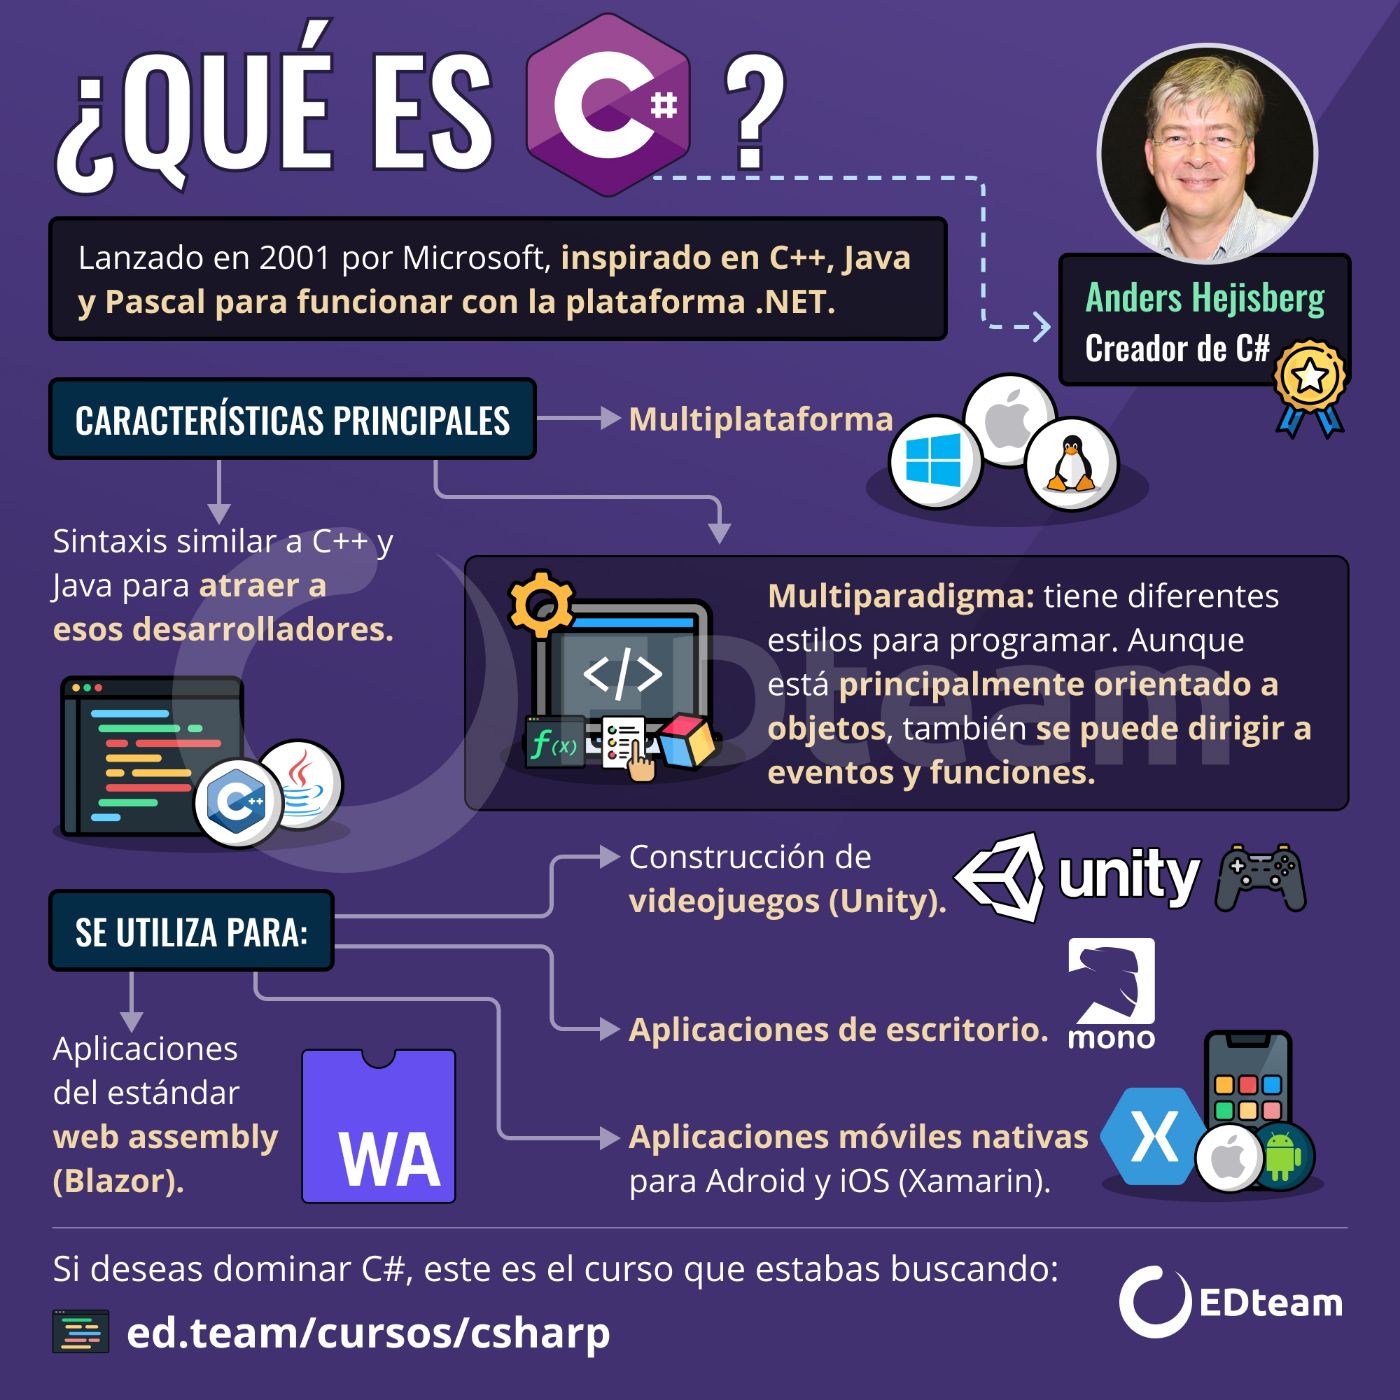 ¿QUÉ ES C# ?
Lanzado en 2001 por Microsoft, inspirado en C++, Java
y Pascal para funcionar con la plataforma .NET.
Anders Hejisberg
Creador de C#
CARACTERÍSTICAS PRINCIPALES
Multiplataforma
Sintaxis similar a C++ y
Java para atraer a
esos desarrolladores.
C++
</>
f(x)
Multiparadigma: tiene diferentes
estilos para programar. Aunque
está principalmente orientado a
objetos, también se puede dirigir a
eventos y funciones.
EDteam
SE UTILIZA PARA:
Construcción de
videojuegos (Unity).
unity
Aplicaciones de escritorio.
mono
Aplicaciones
del estándar
web assembly
(Blazor).
WA
Aplicaciones móviles nativas
para Adroid y iOS (Xamarin).
X
Si deseas dominar C#, este es el curso que estabas buscando:
ed.team/cursos/csharp
EDteam